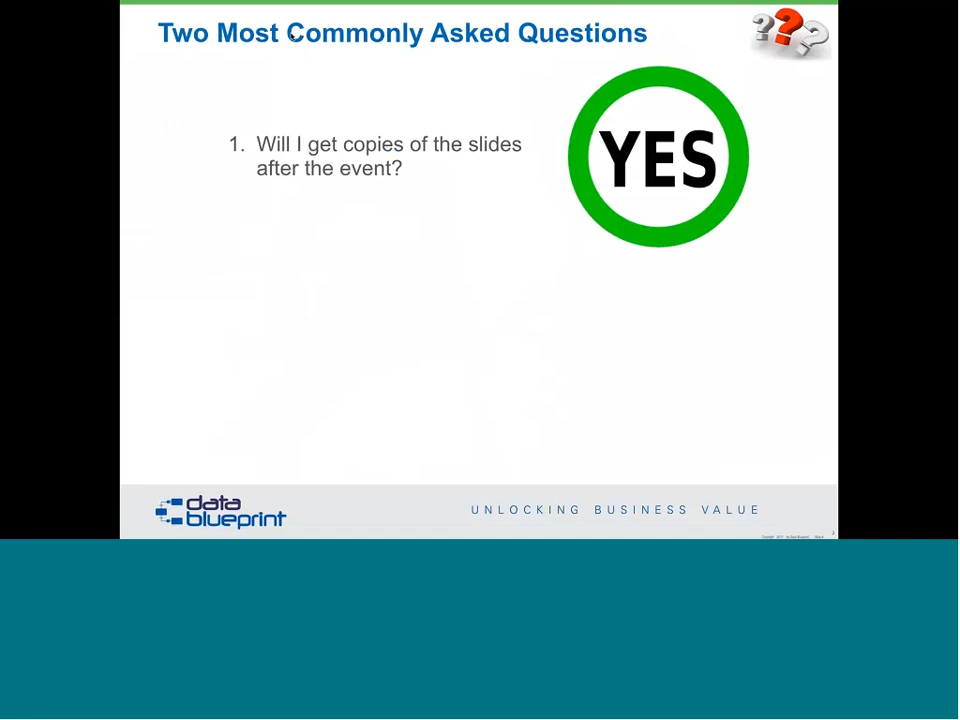 Two Most Commonly Asked Questions
???
1. Will I get copies of the slides
after the event?
YES
data
blueprint
UNLOCKING BUSINESS VALUE